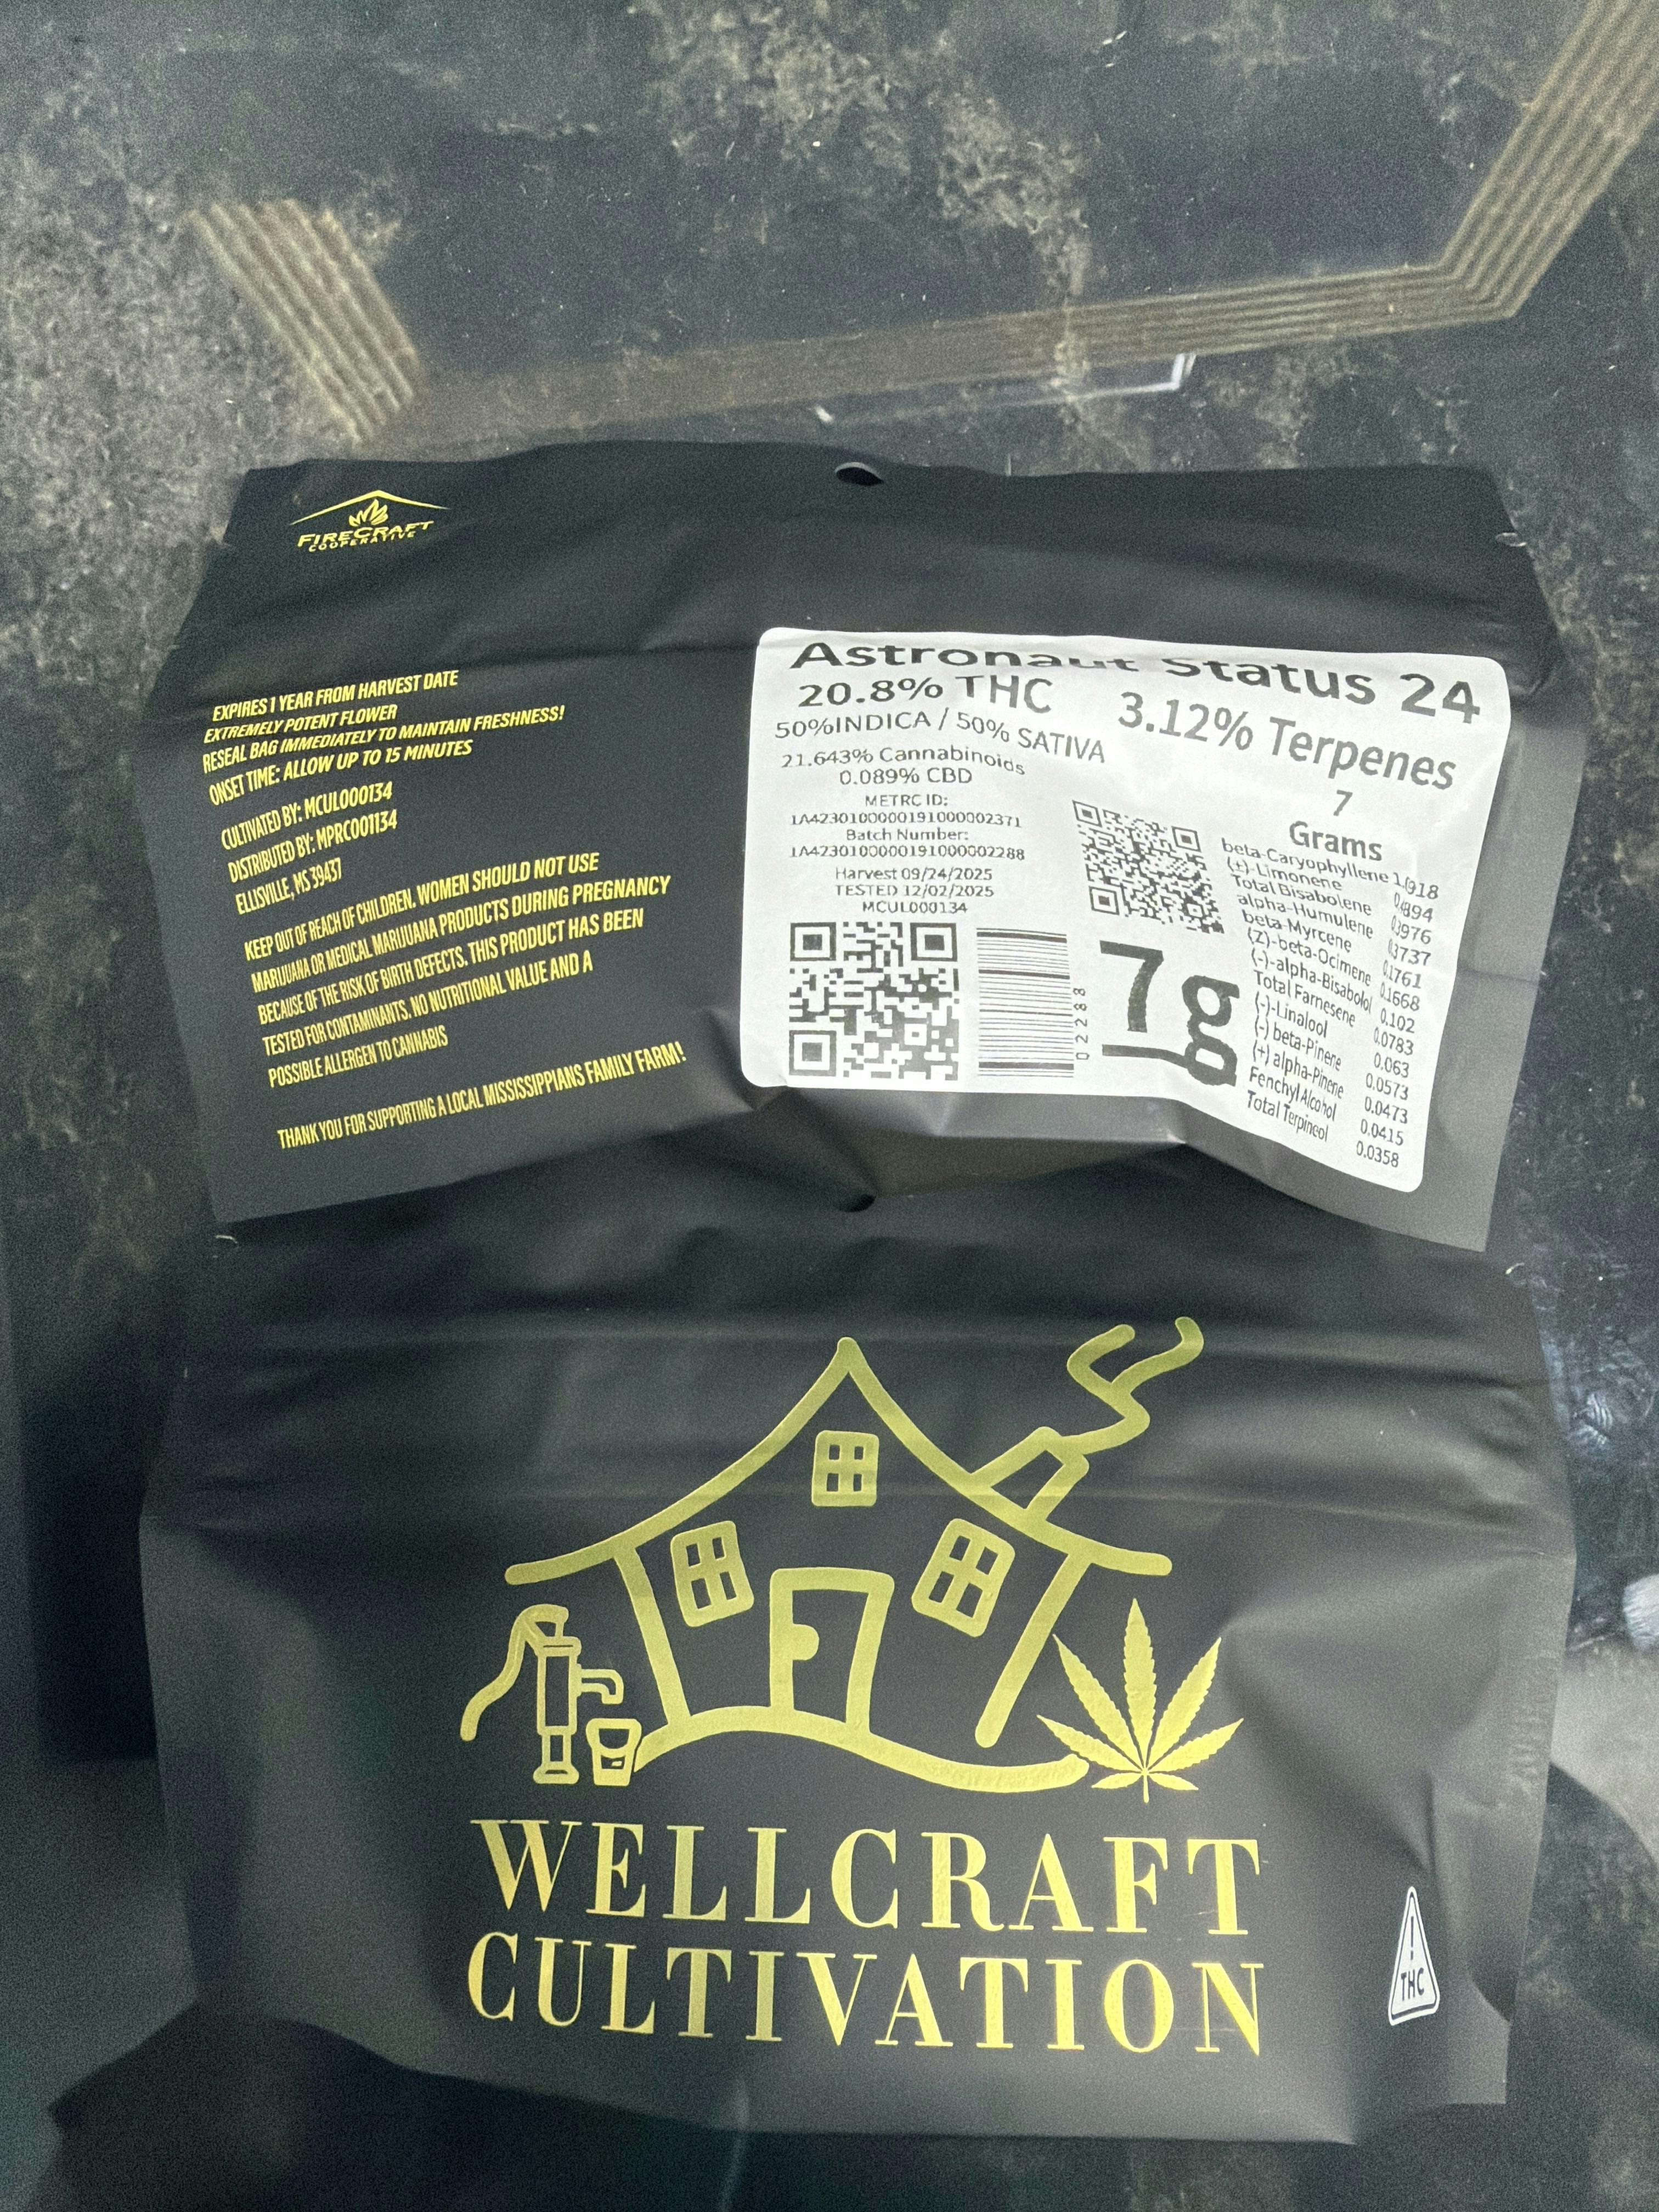 FIRECRAFT
COOPERATIVE
EXPIRES 1 YEAR FROM HARVEST DATE
EXTREMELY POTENT FLOWER
RESEAL BAG IMMEDIATELY TO MAINTAIN FRESHNESS!
ONSET TIME: ALLOW UP TO 15 MINUTES
CULTIVATED BY: MCUL000134
DISTRIBUTED BY: MPRC001134
ELLISVILLE, MS 39437
KEEP OUT OF REACH OF CHILDREN. WOMEN SHOULD NOT USE
MARIJUANA OR MEDICAL MARIJUANA PRODUCTS DURING PREGNANCY
BECAUSE OF THE RISK OF BIRTH DEFECTS. THIS PRODUCT HAS BEEN
TESTED FOR CONTAMINANTS. NO NUTRITIONAL VALUE AND A
POSSIBLE ALLERGEN TO CANNABIS
THANK YOU FOR SUPPORTING A LOCAL MISSISSIPPIANS FAMILY FARM!
Astronaut Status 24
20.8% THC
3.12% Terpenes
50%INDICA / 50% SATIVA
21.643% Cannabinoids
0.089% CBD
METRC ID:
1A4230100000191000002371
Batch Number:
1A4230100000191000002288
Harvest 09/24/2025
TESTED 12/02/2025
MCUL000134
02288
7
Grams
7g
beta-Caryophyllene
(+)-Limonene
Total Bisabolene
alpha-Humulene
beta-Myrcene
(Z)-beta-Ocimene
(-)-alpha-Bisabolol 0.102
Total Farnesene 0.0783
(-)-Linalool 0.063
(-) beta-Pinene 0.0573
(+) alpha-Pinene 0.0473
Fenchyl Alcohol 0.0415
Total Terpineol 0.0358
WELLCRAFT
CULTIVATION
!
THC